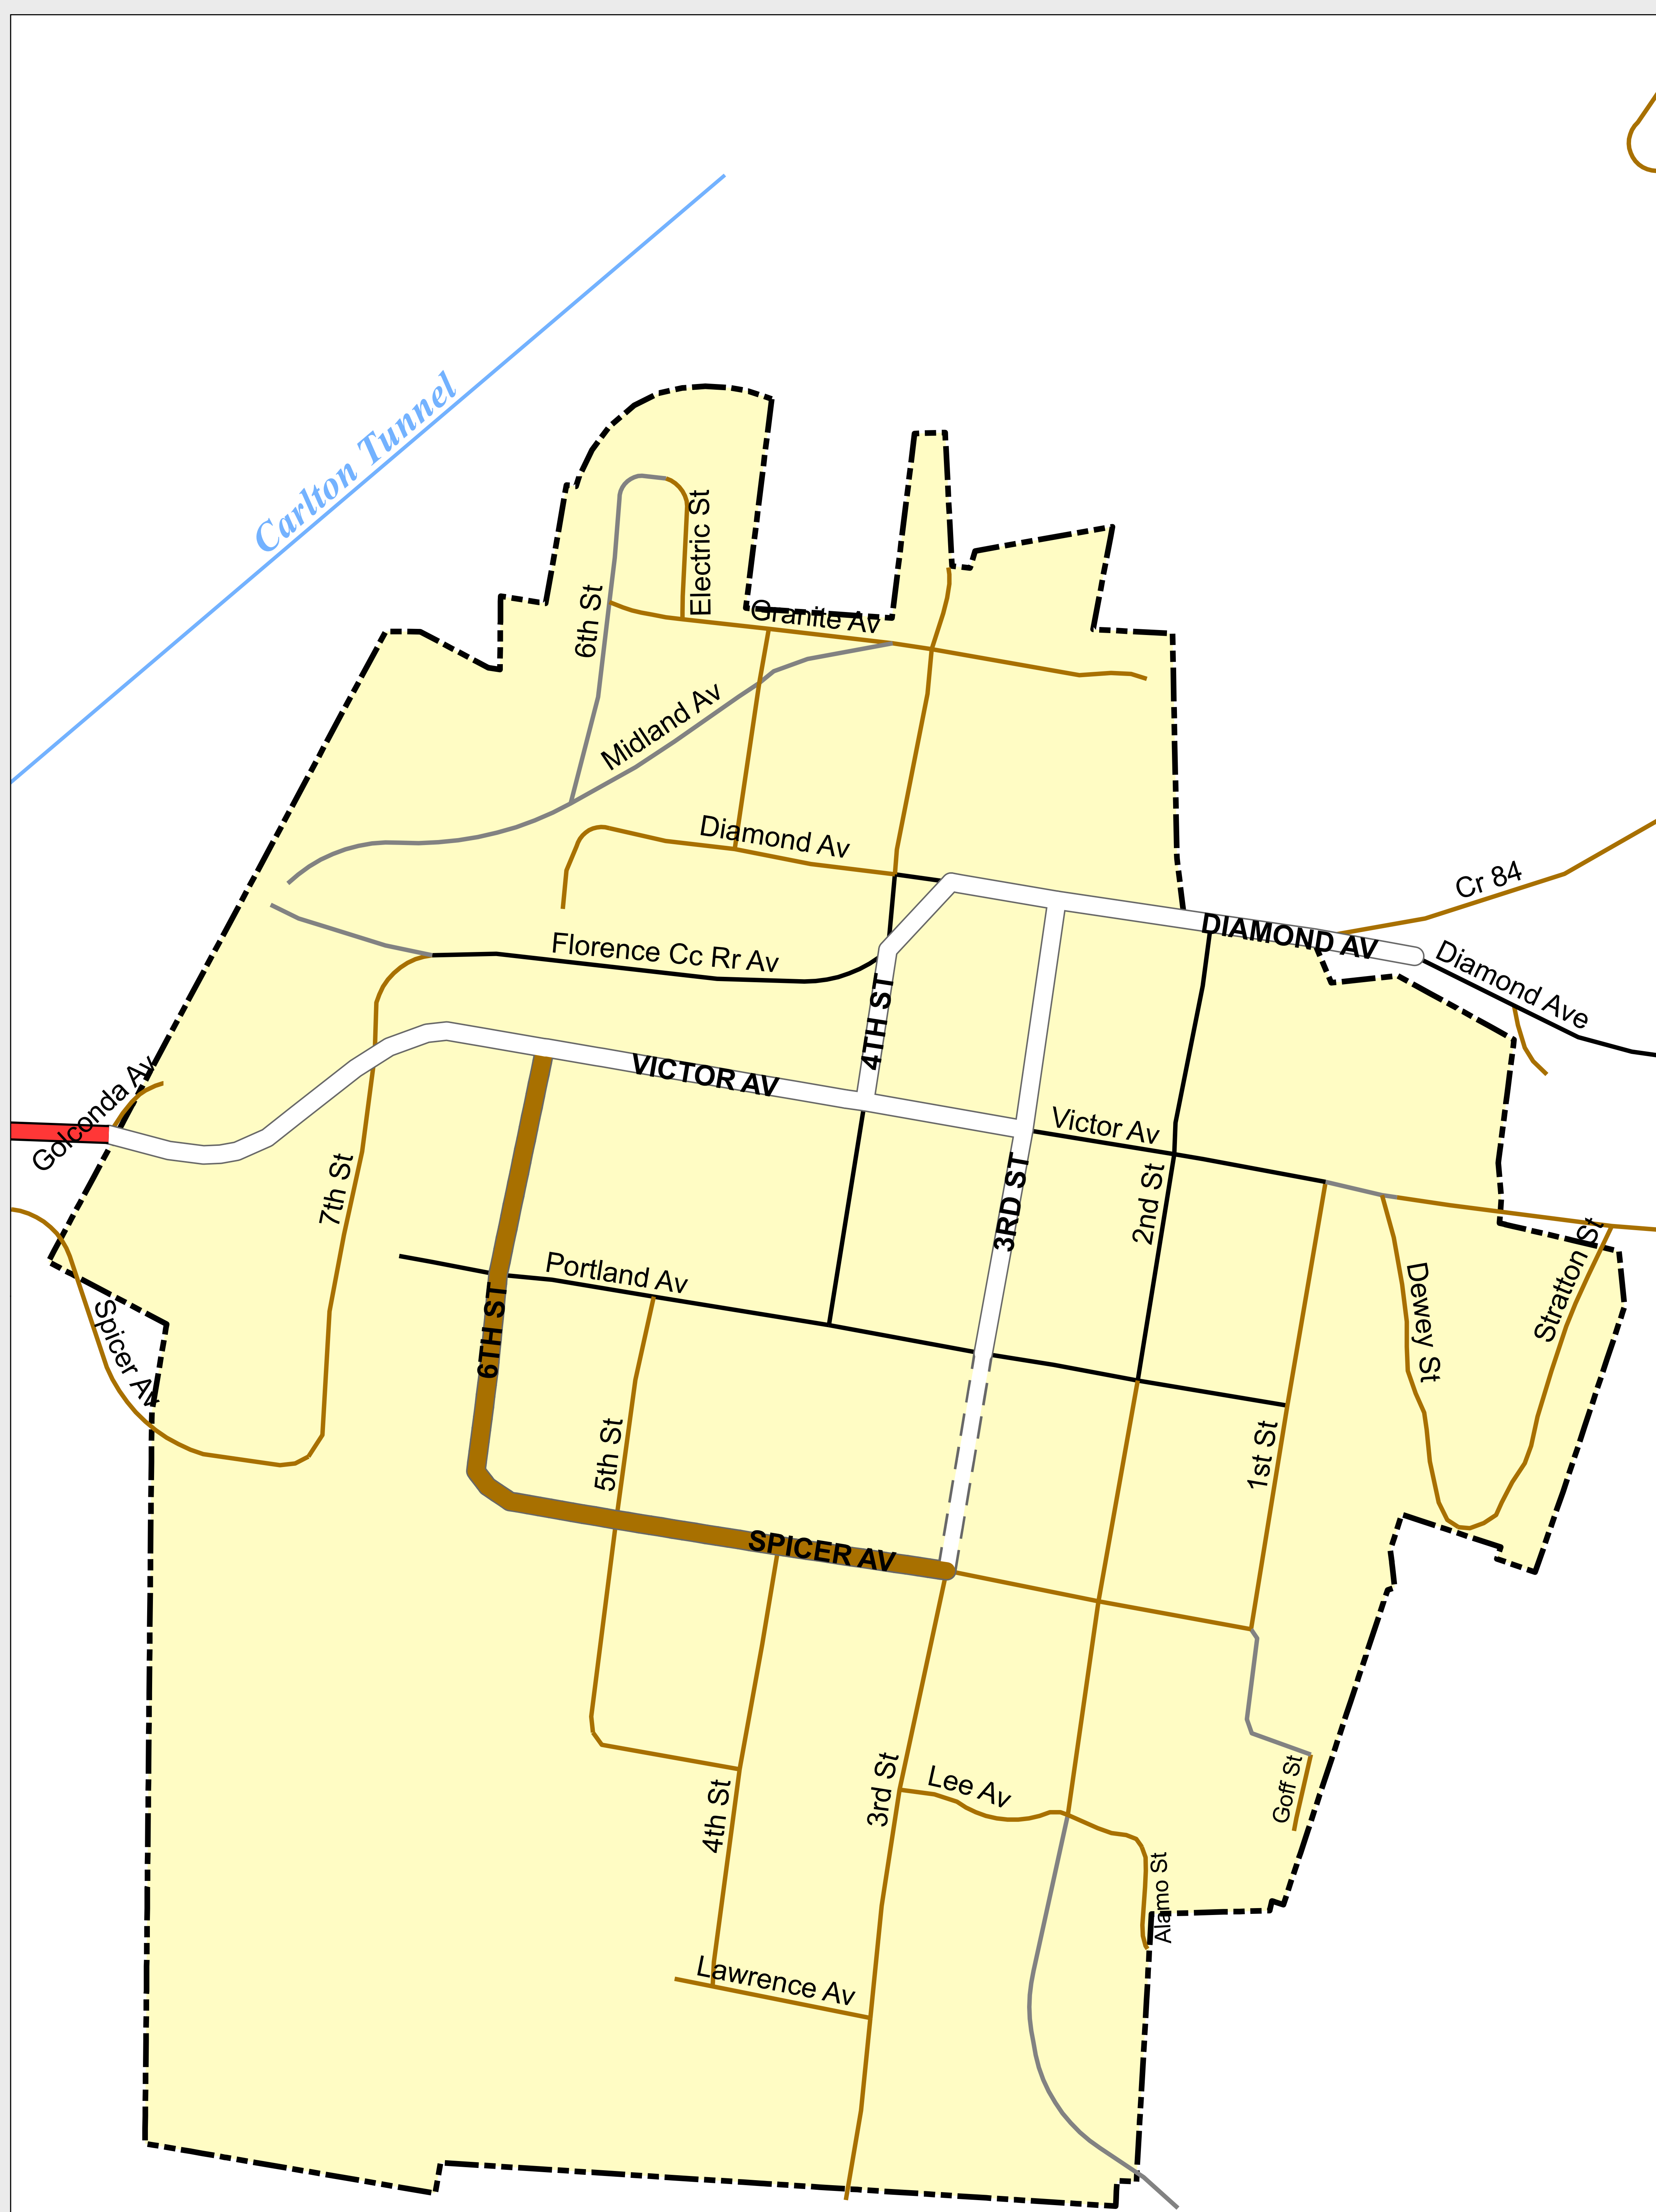 Carlton Tunnel
Electric St
6th St
Granite Av
Midland Av
Diamond Av
Cr 84
DIAMOND AV
Diamond Ave
Florence Cc Rr Av
4TH ST
VICTOR AV
Golconda Av
Victor Av
7th St
3RD ST
2nd St
Portland Av
6TH ST
Dewey St
Stratton St
Spicer Av
5th St
1st St
SPICER AV
3rd St
Lee Av
Goff St
4th St
Alamo St
Lawrence Av